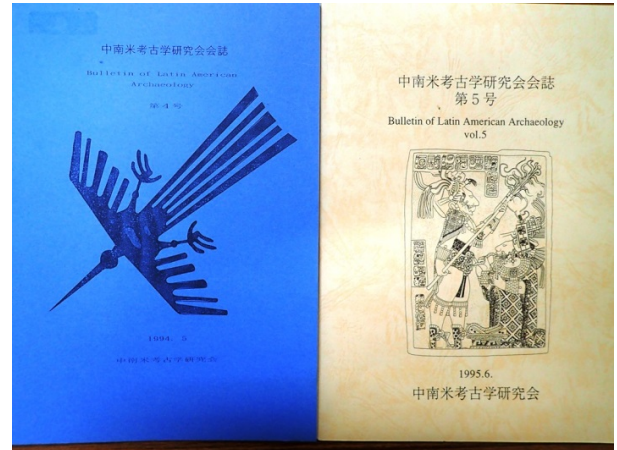 中南米考古学研究会会誌
Bulletin of Latin American
Archaeology
第4号
1994. 5
中南米考古学研究会
中南米考古学研究会会誌
第5号
Bulletin of Latin American Archaeology
vol.5
1995.6.
中南米考古学研究会